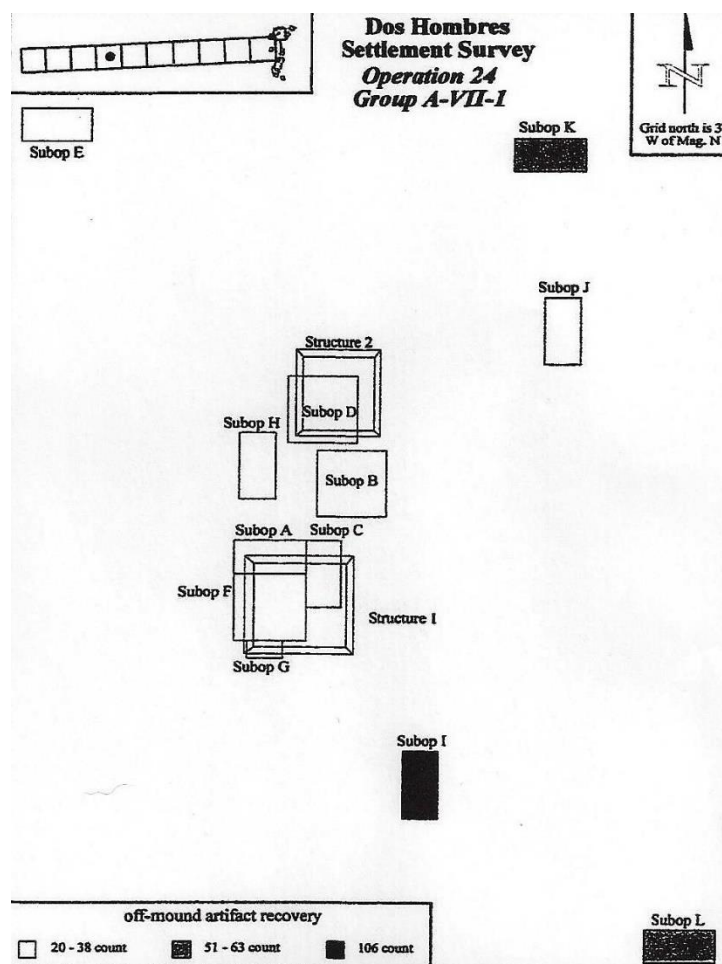 Dos Hombres
Settlement Survey
Operation 24
Group A-VII-1
N
Grid north is 3
W of Mag. N
Subop E
Subop K
Subop J
Structure 2
Subop D
Subop H
Subop B
Subop A
Subop C
Subop F
Structure 1
Subop G
Subop I
off-mound artifact recovery
20 - 38 count
51 - 63 count
106 count
Subop L